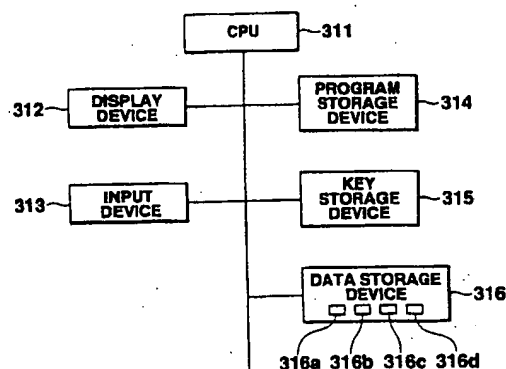 CPU
311
312
DISPLAY
DEVICE
PROGRAM
STORAGE
DEVICE
314
313
INPUT
DEVICE
KEY
STORAGE
DEVICE
315
DATA STORAGE
DEVICE
316
316a 316b 316c 316d